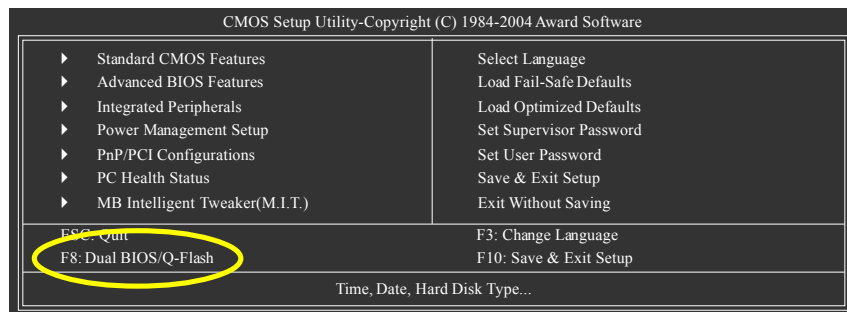 CMOS Setup Utility-Copyright (C) 1984-2004 Award Software
Standard CMOS Features
Advanced BIOS Features
Integrated Peripherals
Power Management Setup
PnP/PCI Configurations
PC Health Status
MB Intelligent Tweaker(M.I.T.)
Select Language
Load Fail-Safe Defaults
Load Optimized Defaults
Set Supervisor Password
Set User Password
Save & Exit Setup
Exit Without Saving
ESC: Quit
F8: Dual BIOS/Q-Flash
F3: Change Language
F10: Save & Exit Setup
Time, Date, Hard Disk Type...